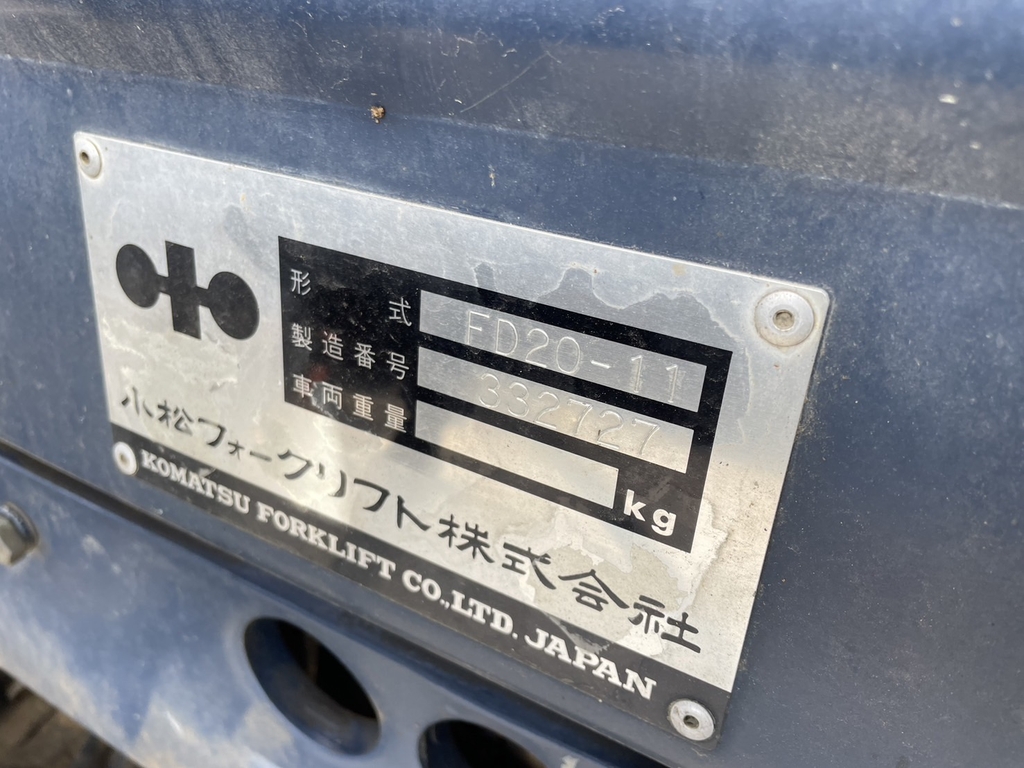 形式 FD20-11
製造番号 332727
車両重量 kg
小松フォークリフト株式会社
KOMATSU FORKLIFT CO.,LTD. JAPAN